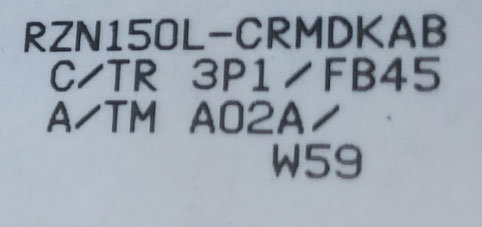 RZN150L-CRMDKAB
C/TR 3P1/FB45
A/TM A02A/
W59